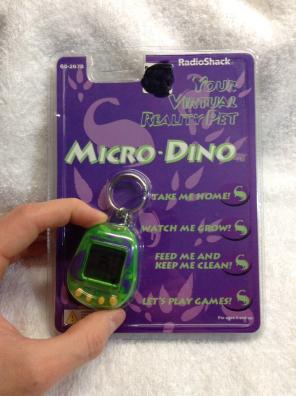 60-2678
RadioShack
YOUR
VIRTUAL
REALITY PET
MICRO·DINO
TAKE ME HOME!
WATCH ME GROW!
FEED ME AND
KEEP ME CLEAN!
LET'S PLAY GAMES!